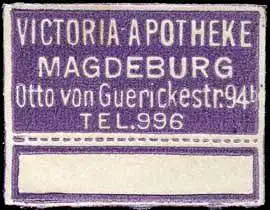 VICTORIA APOTHEKE
MAGDEBURG
Otto von Guerickestr. 94b
TEL. 996